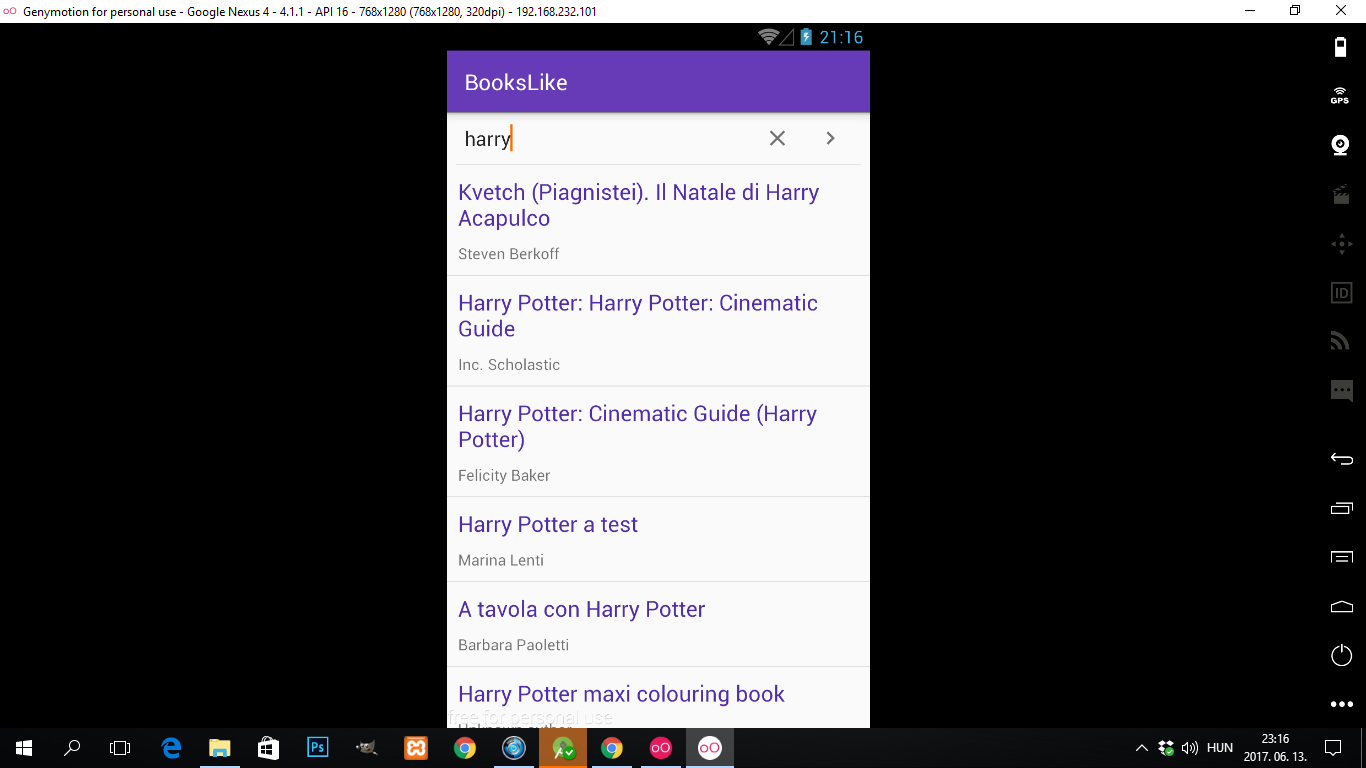 Genymotion for personal use - Google Nexus 4 - 4.1.1 - API 16 - 768x1280 (768x1280, 320dpi) - 192.168.232.101
21:16
BooksLike
harry
Kvetch (Piagnistei). Il Natale di Harry
Acapulco
Steven Berkoff
Harry Potter: Harry Potter: Cinematic
Guide
Inc. Scholastic
Harry Potter: Cinematic Guide (Harry
Potter)
Felicity Baker
Harry Potter a test
Marina Lenti
A tavola con Harry Potter
Barbara Paoletti
Harry Potter maxi colouring book
free for personal use
Unknown author
GPS
ID
Ps
HUN
23:16
2017. 06. 13.